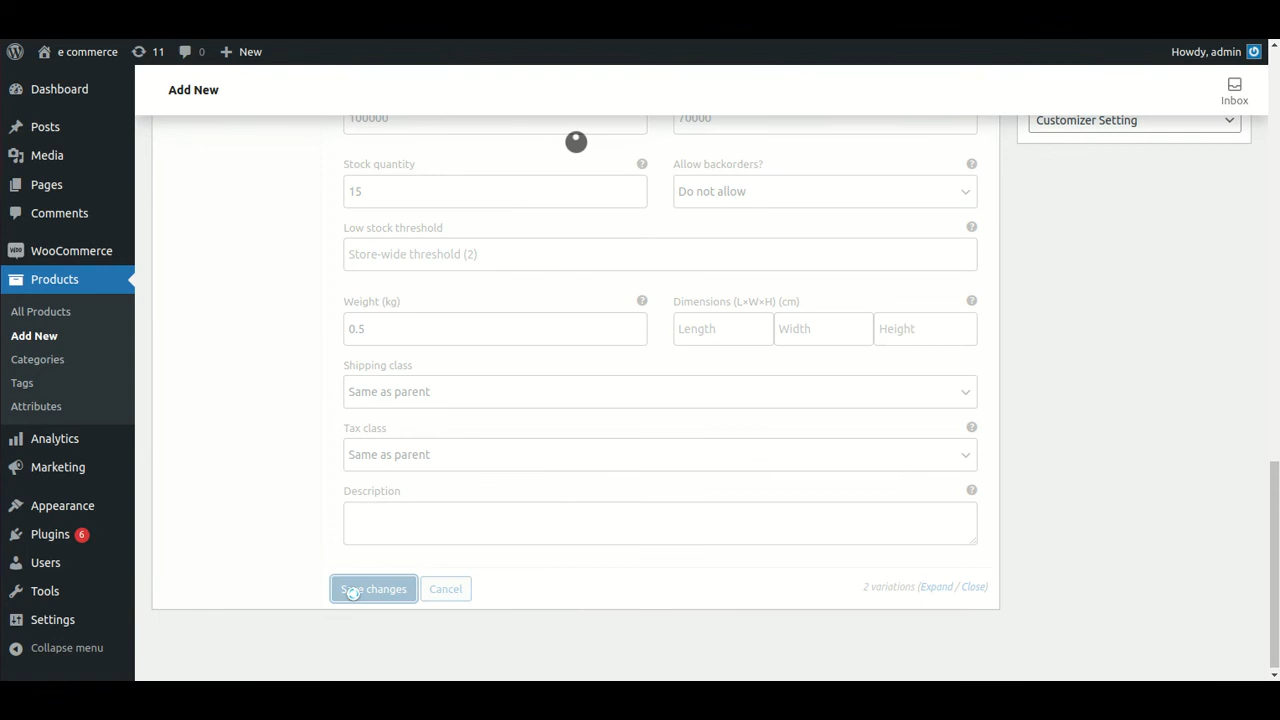 e commerce 11 0 New Howdy, admin
Dashboard
Posts
Media
Pages
Comments
WooCommerce
Products
All Products
Add New
Categories
Tags
Attributes
Analytics
Marketing
Appearance
Plugins 6
Users
Tools
Settings
Collapse menu
Add New
Inbox
100000 70000
Customizer Setting
Stock quantity Allow backorders?
15 Do not allow
Low stock threshold
Store-wide threshold (2)
Weight (kg) Dimensions (L×W×H) (cm)
0.5 Length Width Height
Shipping class
Same as parent
Tax class
Same as parent
Description
Save changes Cancel 2 variations (Expand / Close)